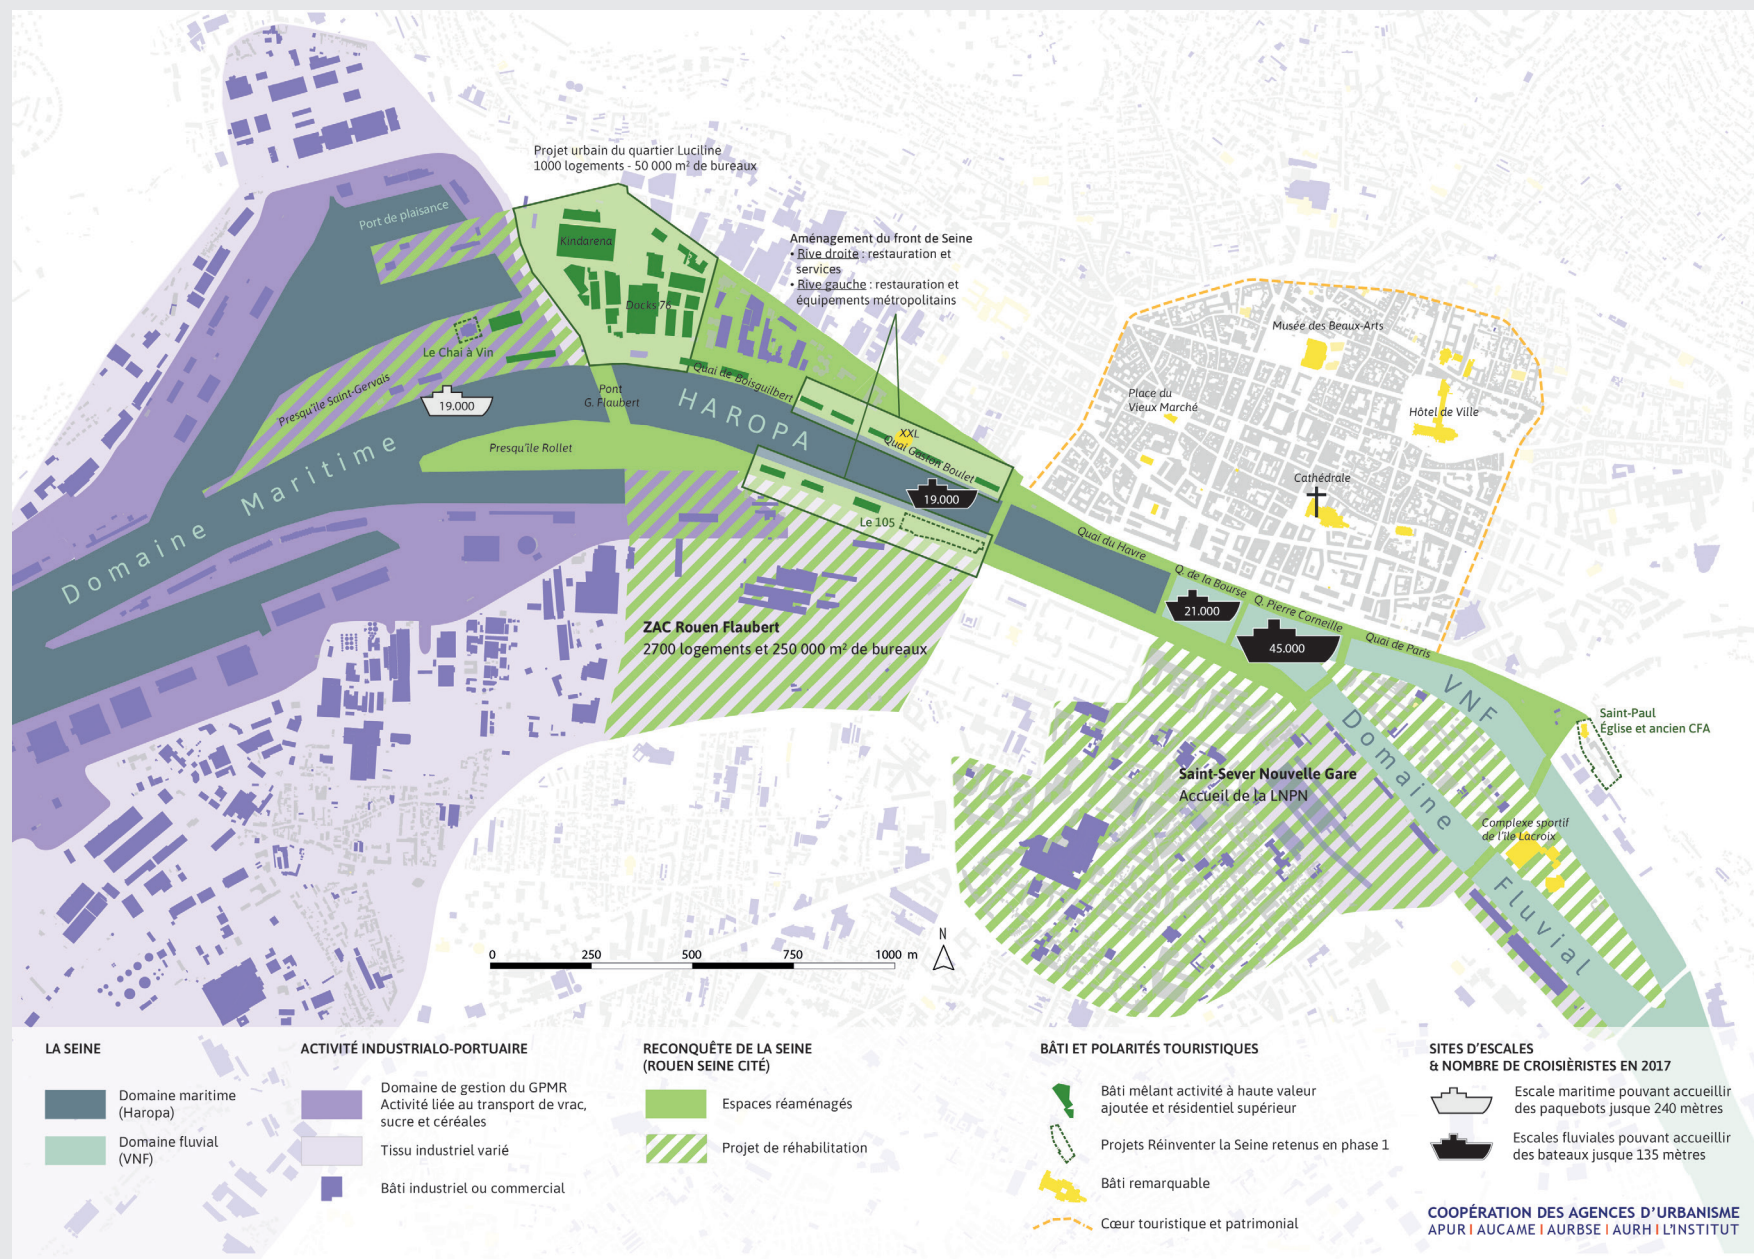 Projet urbain du quartier Luciline
1000 logements - 50 000 m² de bureaux
Port de plaisance
Kindarena
Docks 76
Aménagement du front de Seine
• Rive droite : restauration et
services
• Rive gauche : restauration et
équipements métropolitains
Musée des Beaux-Arts
Place du
Vieux Marché
Hôtel de Ville
Cathédrale
Le Chai à Vin
Presqu'île Saint-Gervais
19.000
Pont
G. Flaubert
Quai de Boisguilbert
HAROPA
XXL
Quai Gaston Boulet
Presqu'île Rollet
19.000
Le 105
Domaine Maritime
Quai du Havre
Q. de la Bourse
Q. Pierre Corneille
Quai de Paris
21.000
45.000
ZAC Rouen Flaubert
2700 logements et 250 000 m² de bureaux
VNF
Domaine Fluvial
Saint-Paul
Église et ancien CFA
Saint-Sever Nouvelle Gare
Accueil de la LNPN
Complexe sportif
de l'île Lacroix
0 250 500 750 1000 m
N
LA SEINE
Domaine maritime
(Haropa)
Domaine fluvial
(VNF)
ACTIVITÉ INDUSTRIALO-PORTUAIRE
Domaine de gestion du GPMR
Activité liée au transport de vrac,
sucre et céréales
Tissu industriel varié
Bâti industriel ou commercial
RECONQUÊTE DE LA SEINE
(ROUEN SEINE CITÉ)
Espaces réaménagés
Projet de réhabilitation
BÂTI ET POLARITÉS TOURISTIQUES
Bâti mêlant activité à haute valeur
ajoutée et résidentiel supérieur
Projets Réinventer la Seine retenus en phase 1
Bâti remarquable
Cœur touristique et patrimonial
SITES D'ESCALES
& NOMBRE DE CROISIÈRISTES EN 2017
Escale maritime pouvant accueillir
des paquebots jusque 240 mètres
Escales fluviales pouvant accueillir
des bateaux jusque 135 mètres
COOPÉRATION DES AGENCES D'URBANISME
APUR | AUCAME | AURBSE | AURH | L'INSTITUT